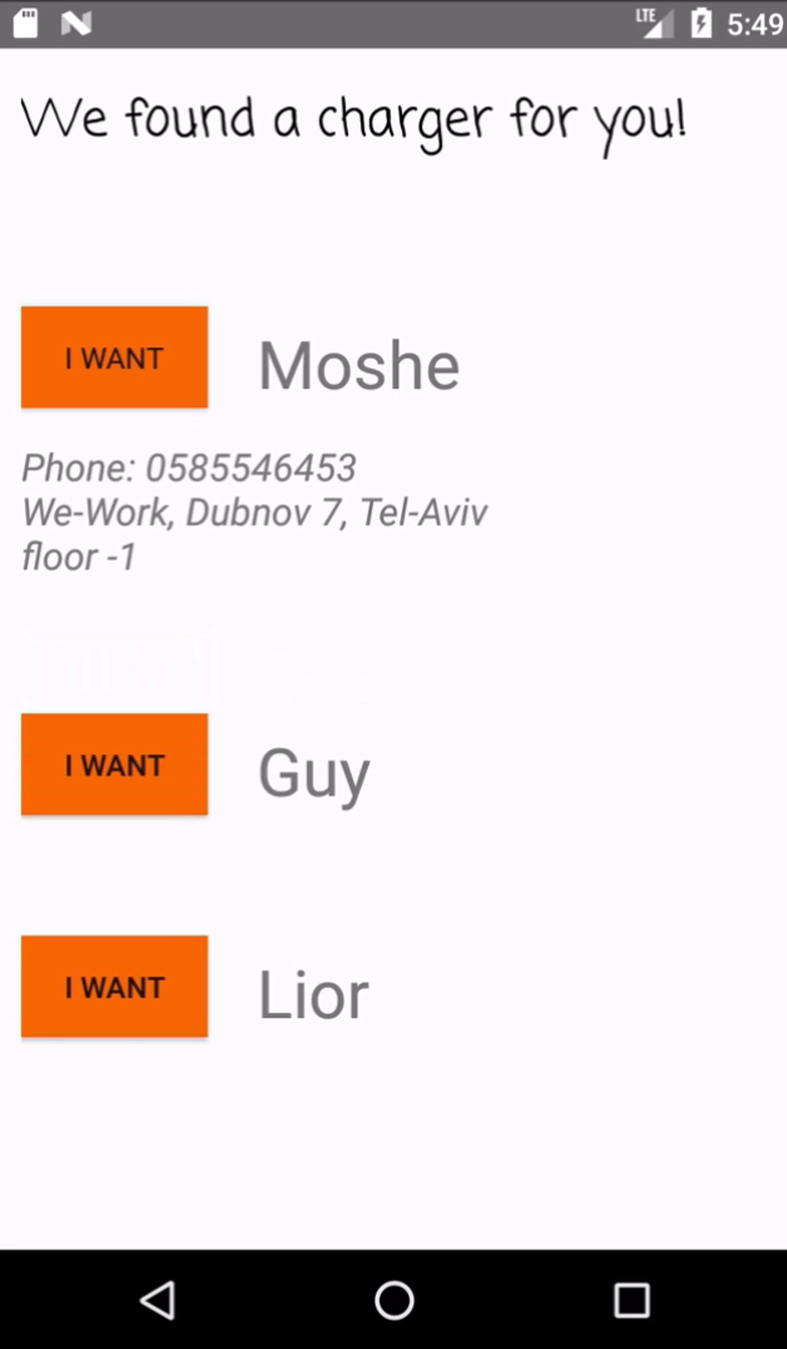 LTE 5:49
We found a charger for you!
I WANT Moshe
Phone: 0585546453
We-Work, Dubnov 7, Tel-Aviv
floor -1
I WANT Guy
I WANT Lior